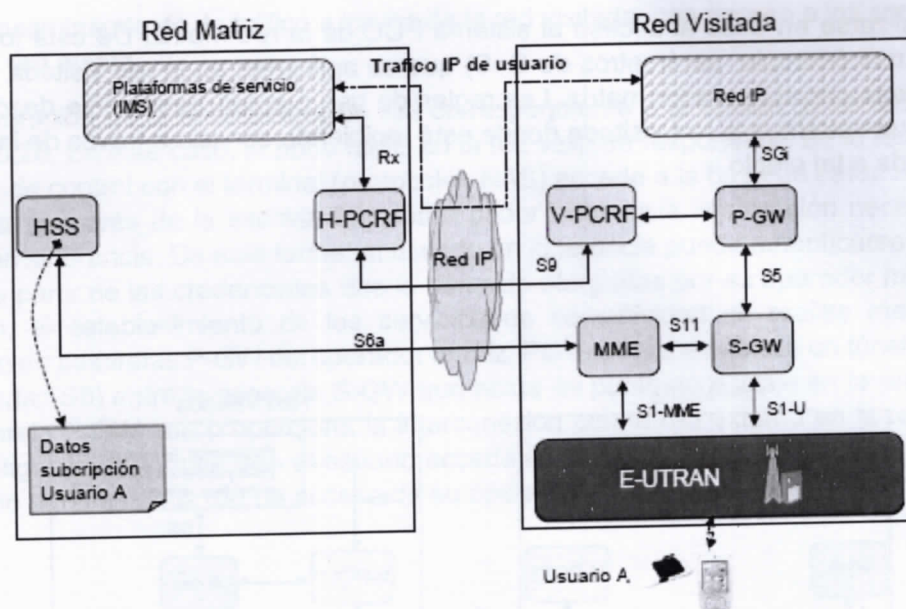 Red Matriz
Red Visitada
Trafico IP de usuario
Plataformas de servicio
(IMS)
Red IP
Rx
SGi
HSS
H-PCRF
Red IP
V-PCRF
P-GW
S9
S5
S6a
MME
S11
S-GW
S1-MME
S1-U
Datos
subcripción
Usuario A
E-UTRAN
Usuario A